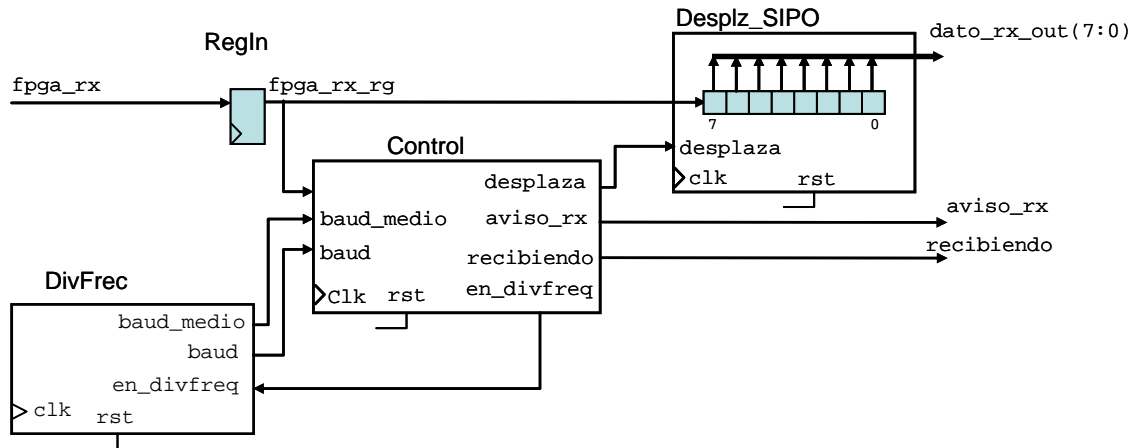 Desplz_SIPO
dato_rx_out(7:0)
RegIn
fpga_rx
fpga_rx_rg
7 0
Control
desplaza
clk
rst
desplaza
baud_medio
aviso_rx
aviso_rx
baud
recibiendo
recibiendo
en_divfreq
Clk
rst
DivFrec
baud_medio
baud
en_divfreq
clk
rst